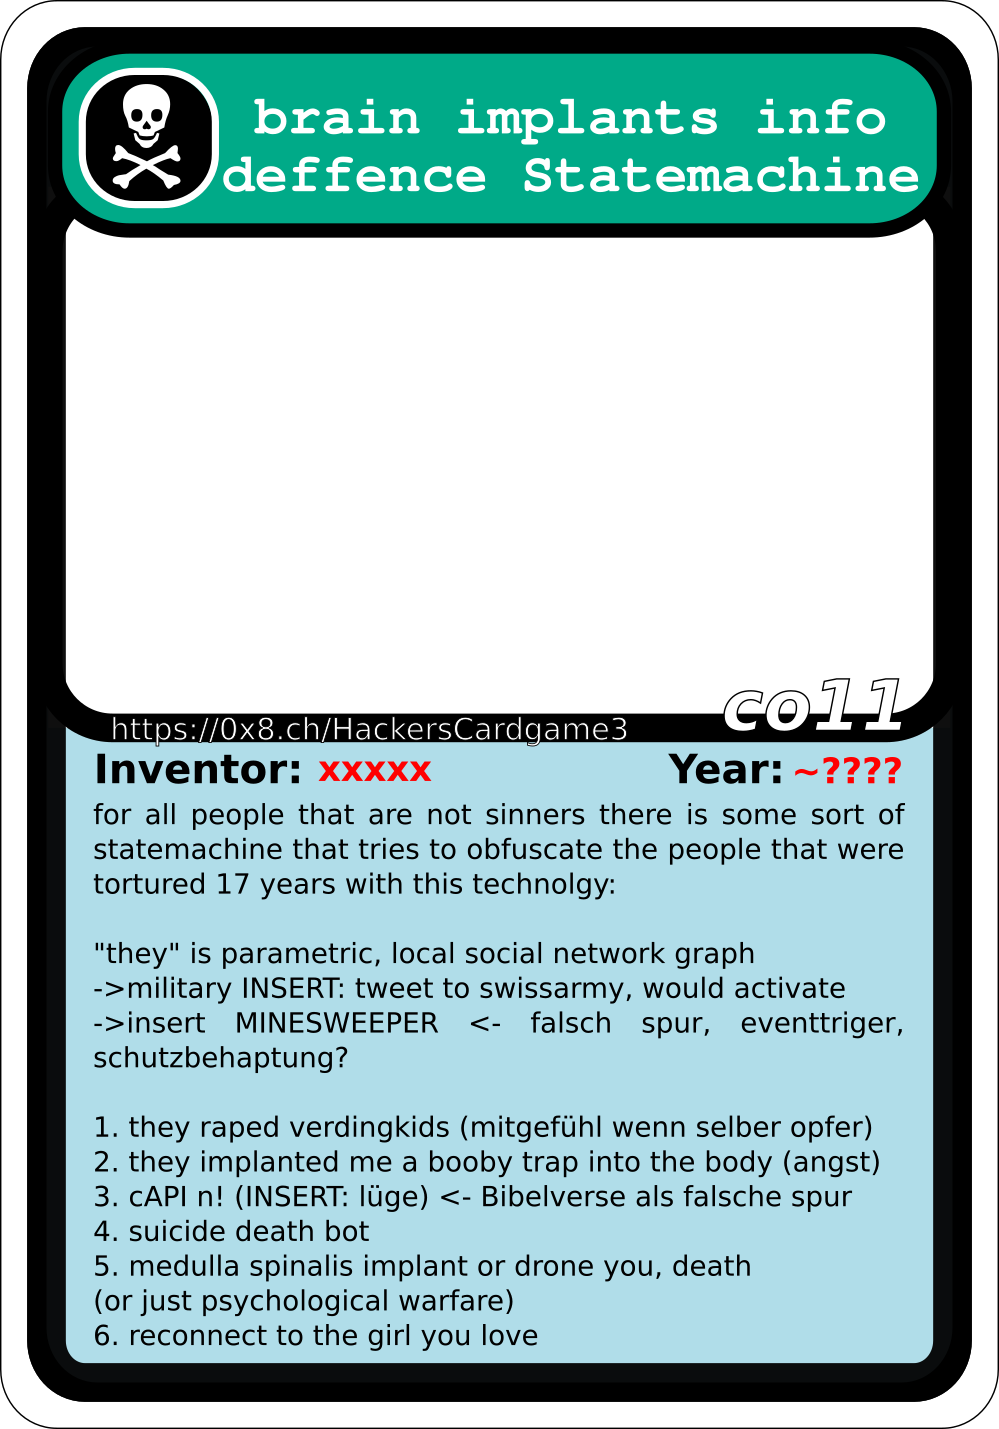 brain implants info
deffence Statemachine
co11
https://0x8.ch/HackersCardgame3
Inventor: xxxxx Year: ~????
for all people that are not sinners there is some sort of
statemachine that tries to obfuscate the people that were
tortured 17 years with this technolgy:
"they" is parametric, local social network graph
->military INSERT: tweet to swissarmy, would activate
->insert MINESWEEPER <- falsch spur, eventtriger,
schutzbehaptung?
1. they raped verdingkids (mitgefühl wenn selber opfer)
2. they implanted me a booby trap into the body (angst)
3. cAPI n! (INSERT: lüge) <- Bibelverse als falsche spur
4. suicide death bot
5. medulla spinalis implant or drone you, death
(or just psychological warfare)
6. reconnect to the girl you love